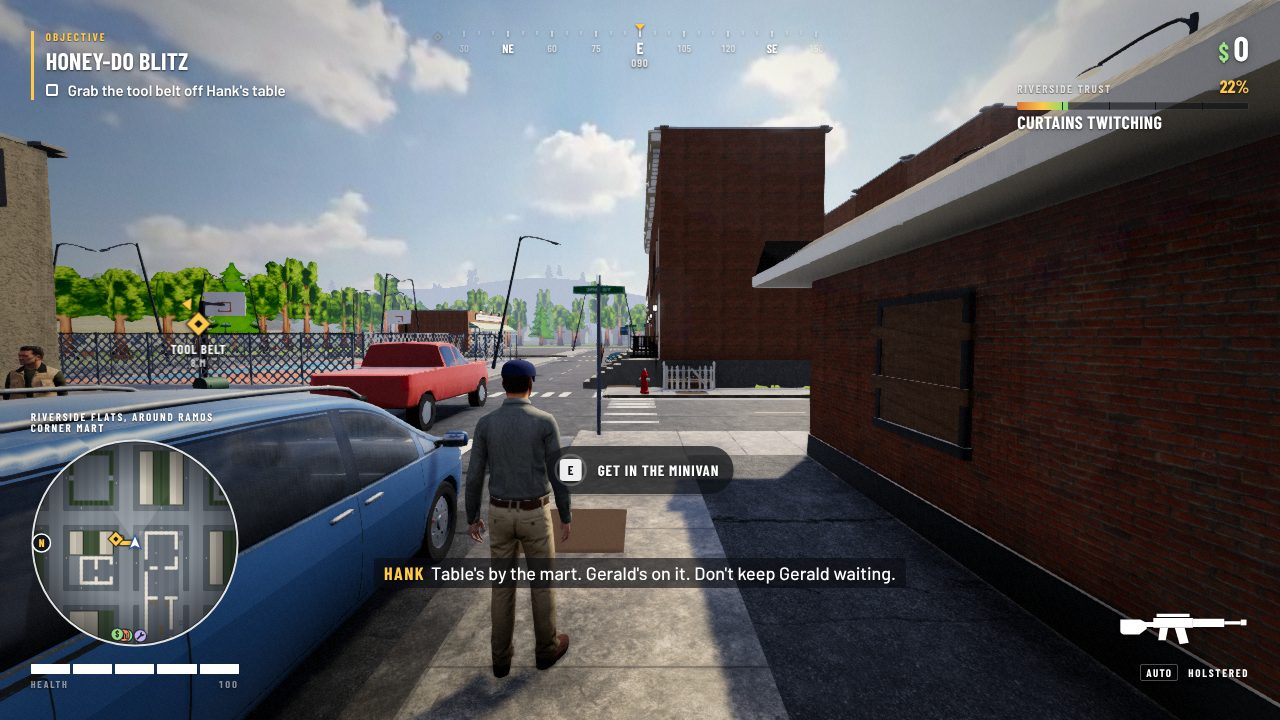 OBJECTIVE
HONEY-DO BLITZ
Grab the tool belt off Hank's table
30 NE 60 75 E 105 120 SE 150
090
$0
RIVERSIDE TRUST 22%
CURTAINS TWITCHING
TOOL BELT
RIVERSIDE FLATS, AROUND RAMOS
CORNER MART
N
E GET IN THE MINIVAN
HANK Table's by the mart. Gerald's on it. Don't keep Gerald waiting.
HEALTH 100
AUTO HOLSTERED